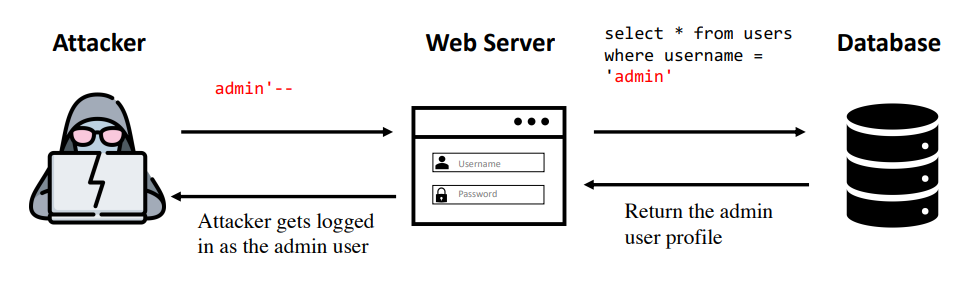 Attacker
Web Server
select * from users
where username =
'admin'
Database
admin'--
Username
Password
Attacker gets logged
in as the admin user
Return the admin
user profile